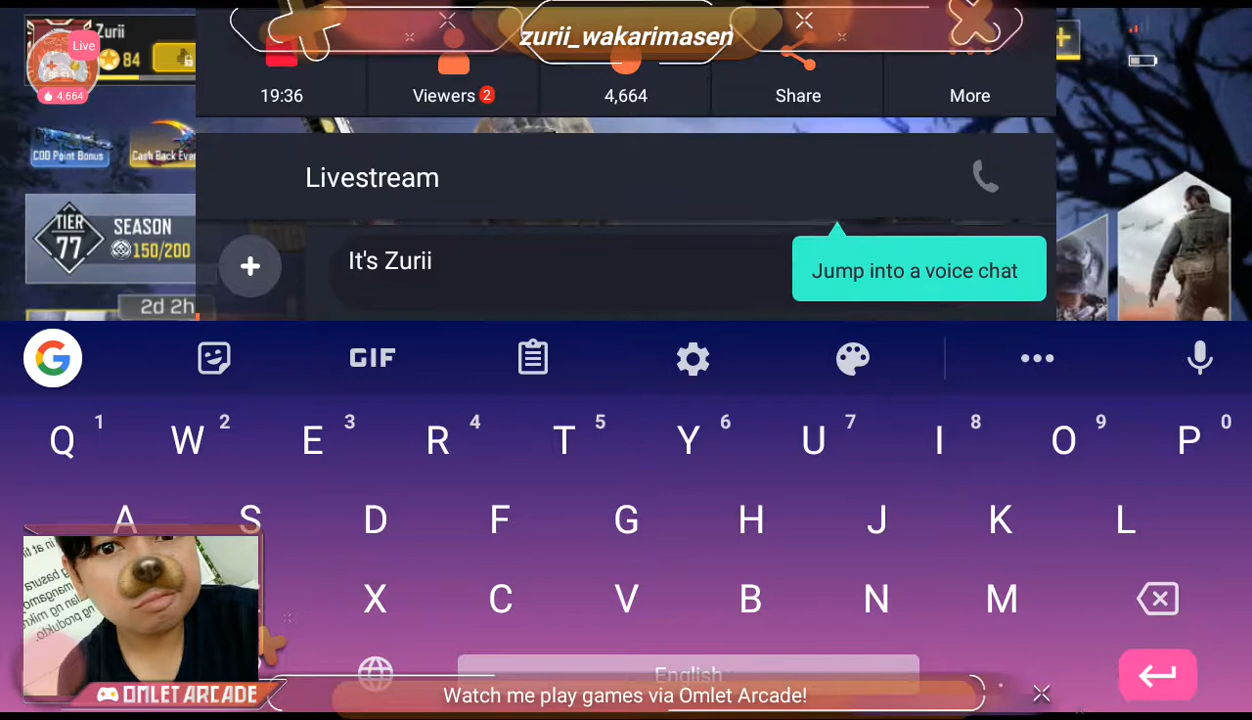 Zurii
zurii_wakarimasen
Live
84
4,664
19:36
Viewers 2
4,664
Share
More
COD Point Bonus
Cash Back Even
Livestream
TIER
77
SEASON
150/200
It's Zurii
Jump into a voice chat
2d 2h
G
GIF
Q 1 W 2 E 3 R 4 T 5 Y 6 U 7 I 8 O 9 P 0
A S D F G H J K L
X C V B N M
English
OMLET ARCADE
Watch me play games via Omlet Arcade!